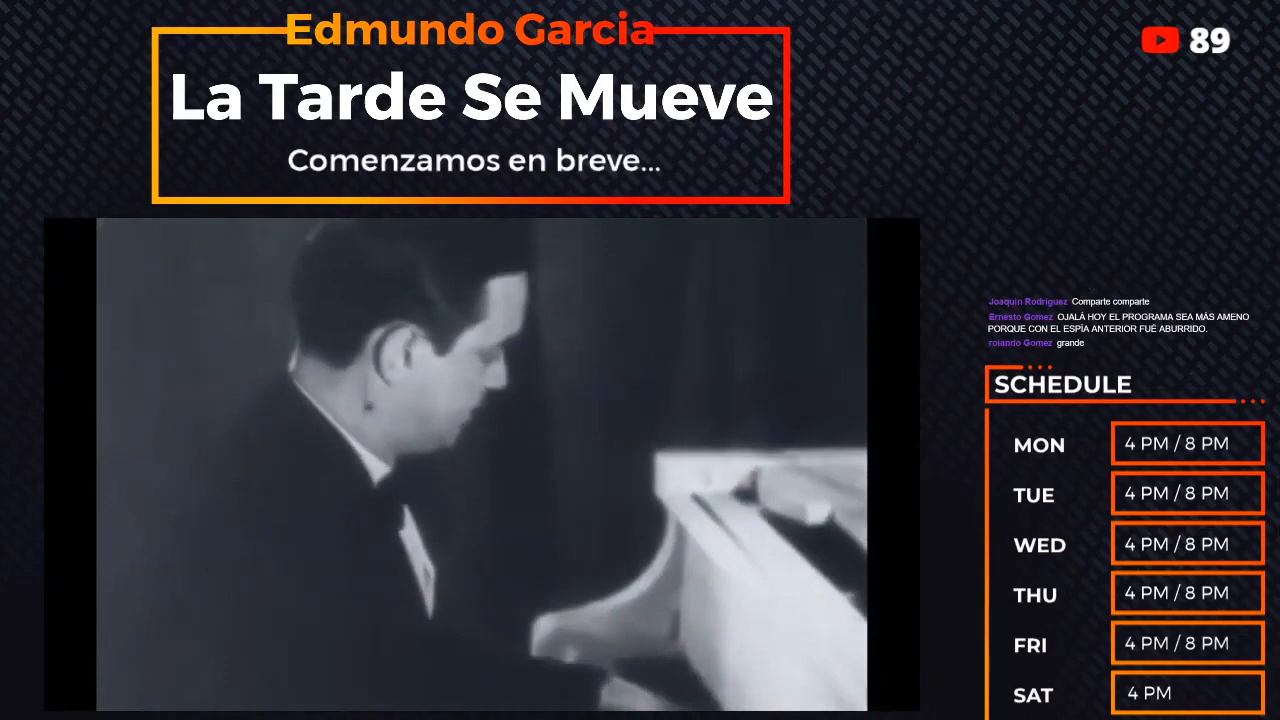 Edmundo Garcia
La Tarde Se Mueve
Comenzamos en breve...
89
Joaquin Rodriguez Comparte comparte
Ernesto Gomez OJALÁ HOY EL PROGRAMA SEA MÁS AMENO
PORQUE CON EL ESPÍA ANTERIOR FUÉ ABURRIDO.
rolando Gomez grande
SCHEDULE
MON 4 PM / 8 PM
TUE 4 PM / 8 PM
WED 4 PM / 8 PM
THU 4 PM / 8 PM
FRI 4 PM / 8 PM
SAT 4 PM